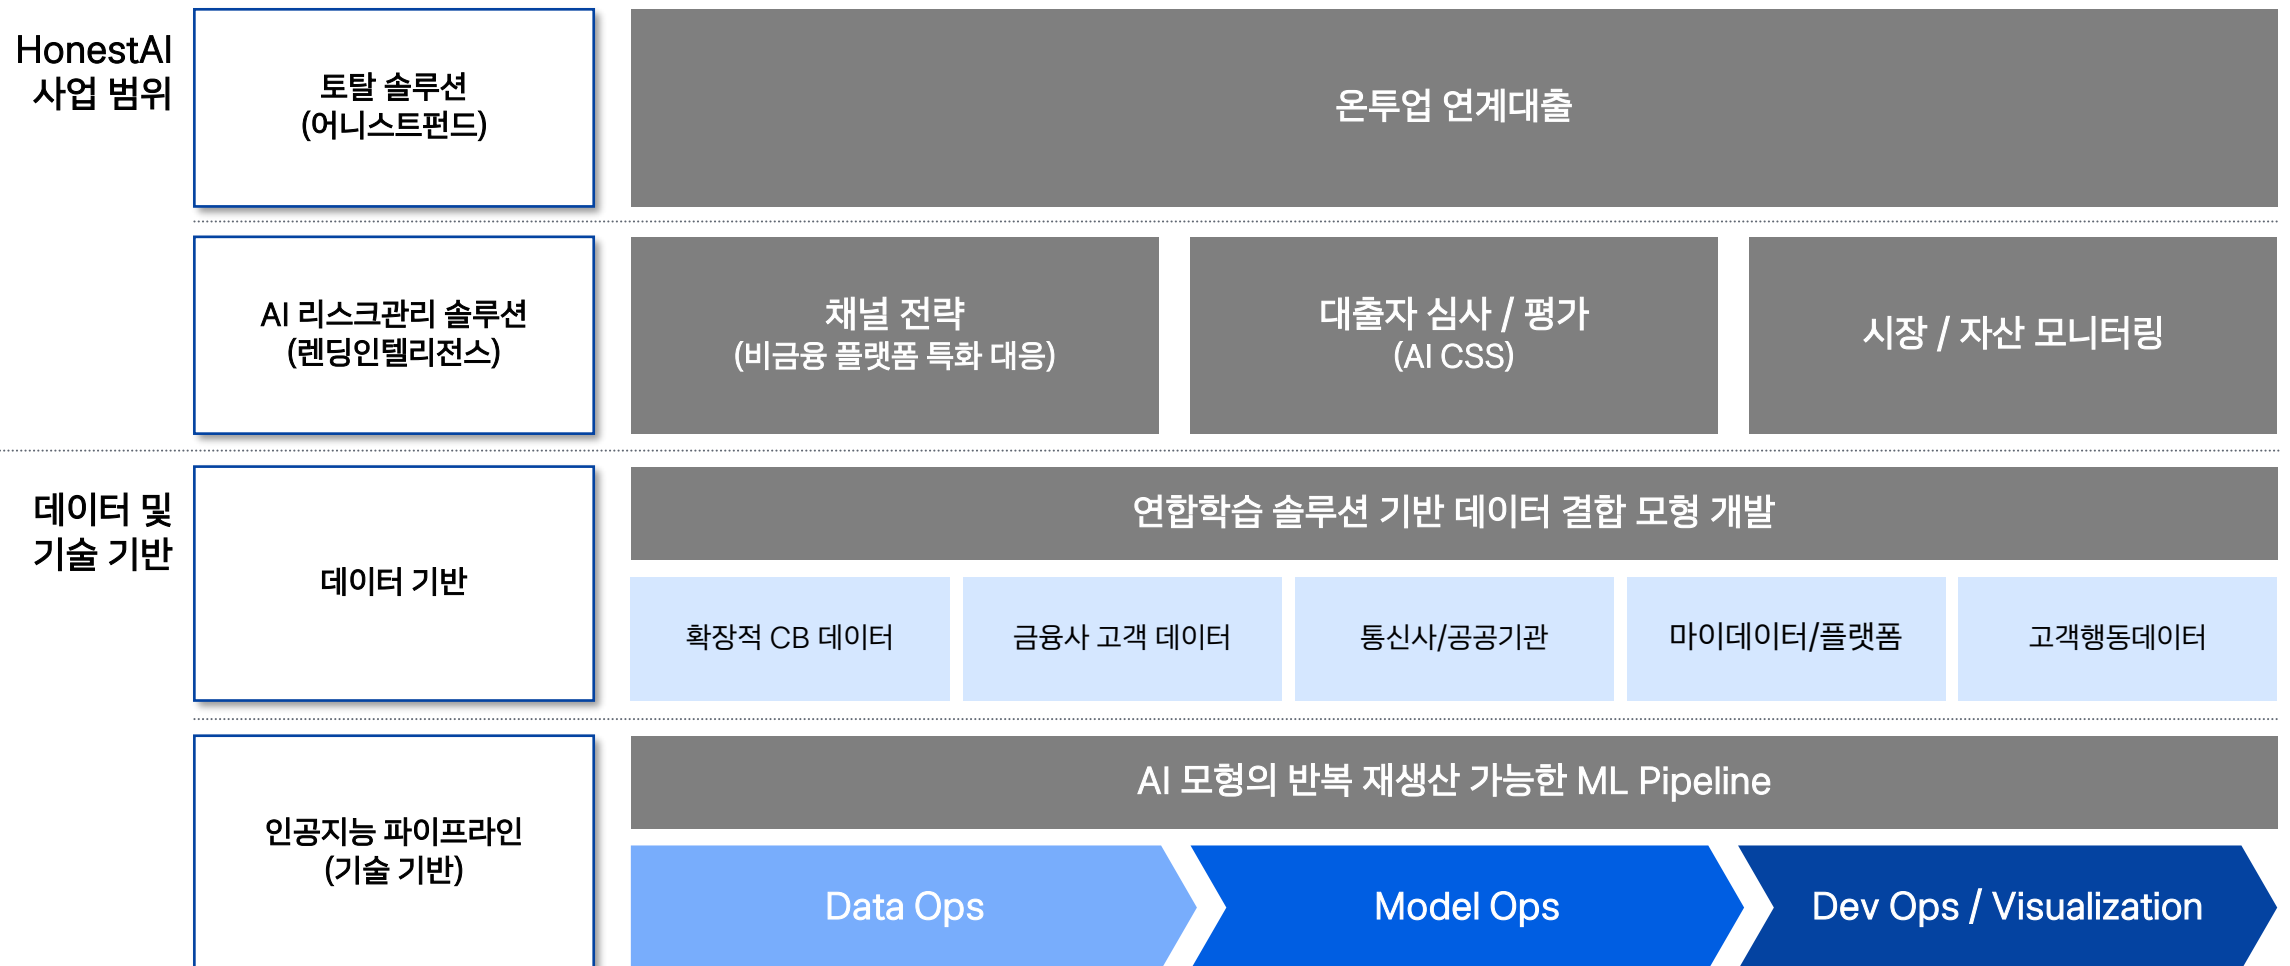 HonestAI
사업 범위
토탈 솔루션
(어니스트펀드)
온투업 연계대출
AI 리스크관리 솔루션
(렌딩인텔리전스)
채널 전략
(비금융 플랫폼 특화 대응)
대출자 심사 / 평가
(AI CSS)
시장 / 자산 모니터링
데이터 및
기술 기반
데이터 기반
연합학습 솔루션 기반 데이터 결합 모형 개발
확장적 CB 데이터
금융사 고객 데이터
통신사/공공기관
마이데이터/플랫폼
고객행동데이터
인공지능 파이프라인
(기술 기반)
AI 모형의 반복 재생산 가능한 ML Pipeline
Data Ops
Model Ops
Dev Ops / Visualization